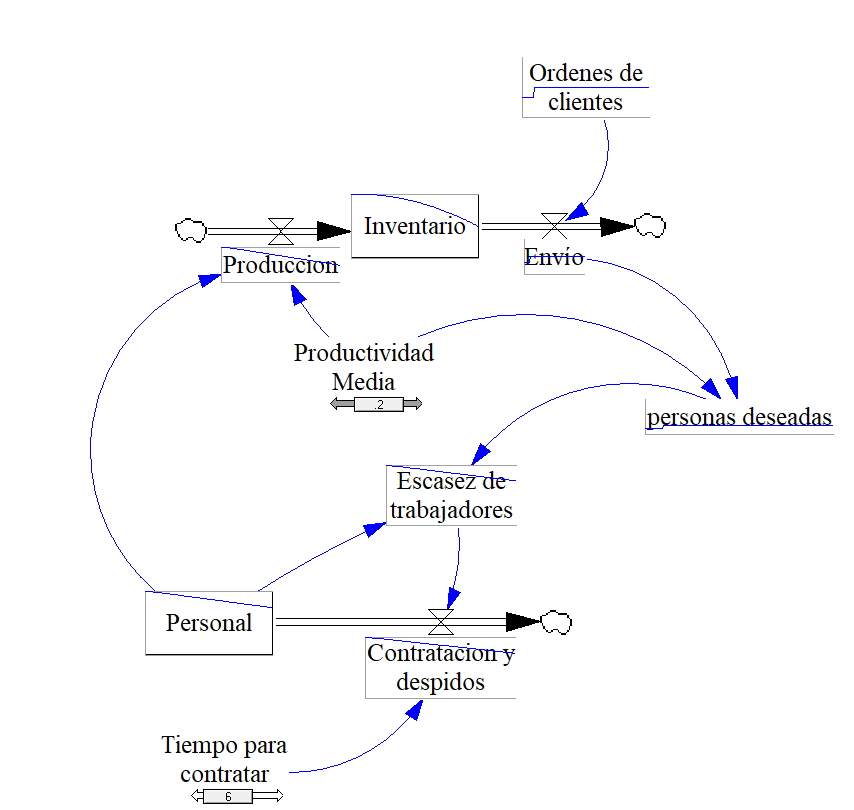 Ordenes de
clientes
Inventario
Produccion
Envío
Productividad
Media
.2
personas deseadas
Escasez de
trabajadores
Personal
Contratacion y
despidos
Tiempo para
contratar
6